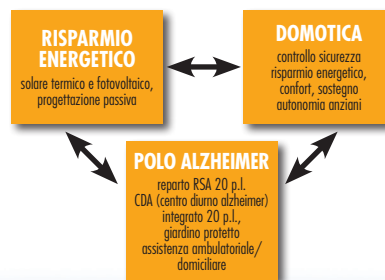 RISPARMIO
ENERGETICO
solare termico e fotovoltaico,
progettazione passiva
DOMOTICA
controllo sicurezza
risparmio energetico,
confort, sostegno
autonomia anziani
POLO ALZHEIMER
reparto RSA 20 p.l.
CDA (centro diurno alzheimer)
integrato 20 p.l.,
giardino protetto
assistenza ambulatoriale/
domiciliare